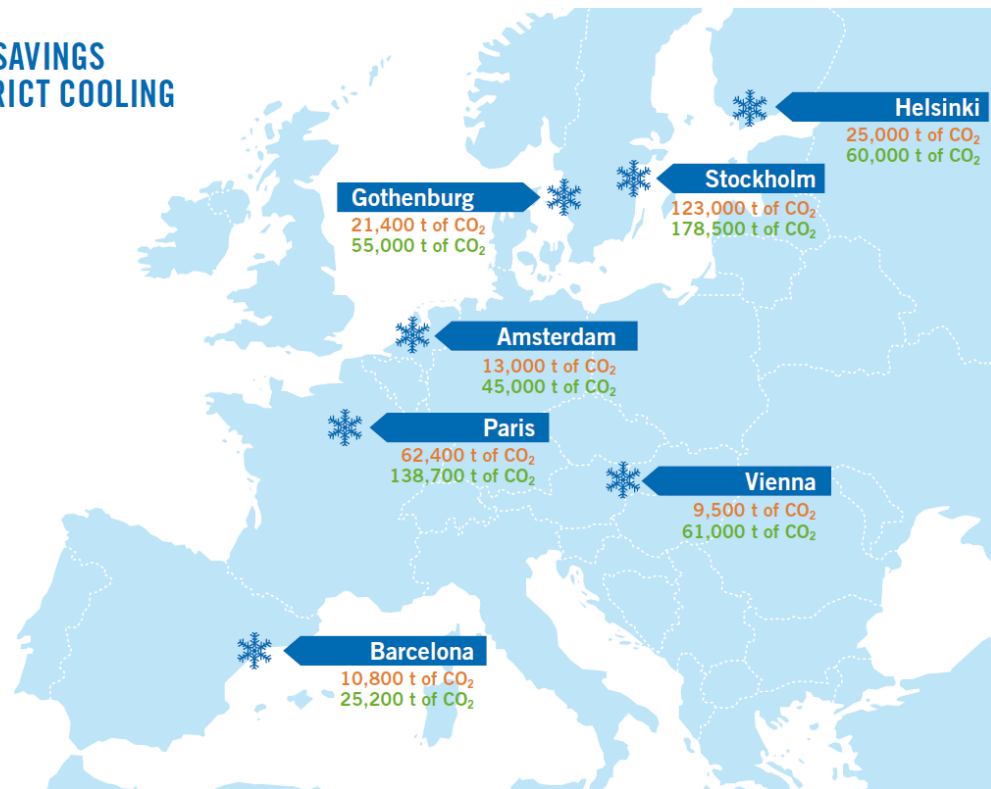 SAVINGS
RICT COOLING
Helsinki
25,000 t of CO₂
60,000 t of CO₂
Stockholm
123,000 t of CO₂
178,500 t of CO₂
Gothenburg
21,400 t of CO₂
55,000 t of CO₂
Amsterdam
13,000 t of CO₂
45,000 t of CO₂
Paris
62,400 t of CO₂
138,700 t of CO₂
Vienna
9,500 t of CO₂
61,000 t of CO₂
Barcelona
10,800 t of CO₂
25,200 t of CO₂